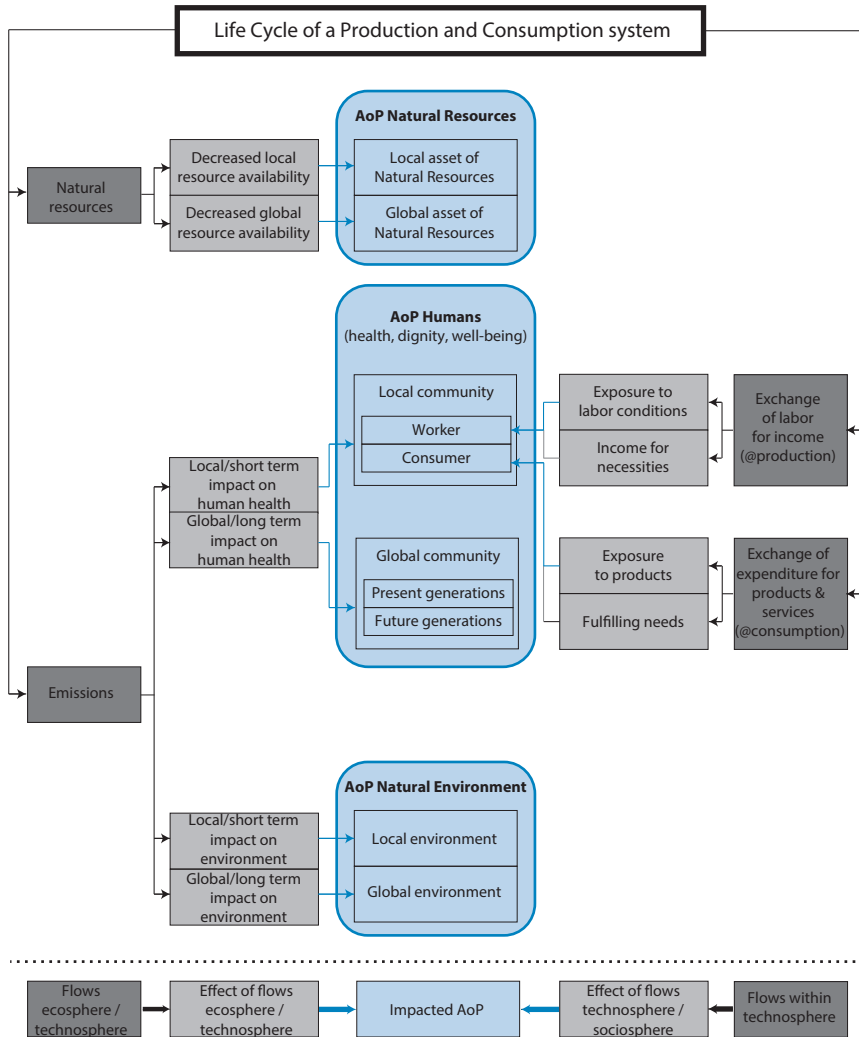 Life Cycle of a Production and Consumption system
AoP Natural Resources
Natural
resources
Decreased local
resource availability
Local asset of
Natural Resources
Decreased global
resource availability
Global asset of
Natural Resources
AoP Humans
(health, dignity, well-being)
Local community
Worker
Consumer
Exposure to
labor conditions
Income for
necessities
Exchange
of labor
for income
(@production)
Local/short term
impact on
human health
Global/long term
impact on
human health
Global community
Present generations
Future generations
Exposure
to products
Fulfilling needs
Exchange of
expenditure for
products &
services
(@consumption)
Emissions
AoP Natural Environment
Local/short term
impact on
environment
Local environment
Global/long term
impact on
environment
Global environment
Flows
ecosphere /
technosphere
Effect of flows
ecosphere /
technosphere
Impacted AoP
Effect of flows
technosphere /
sociosphere
Flows within
technosphere